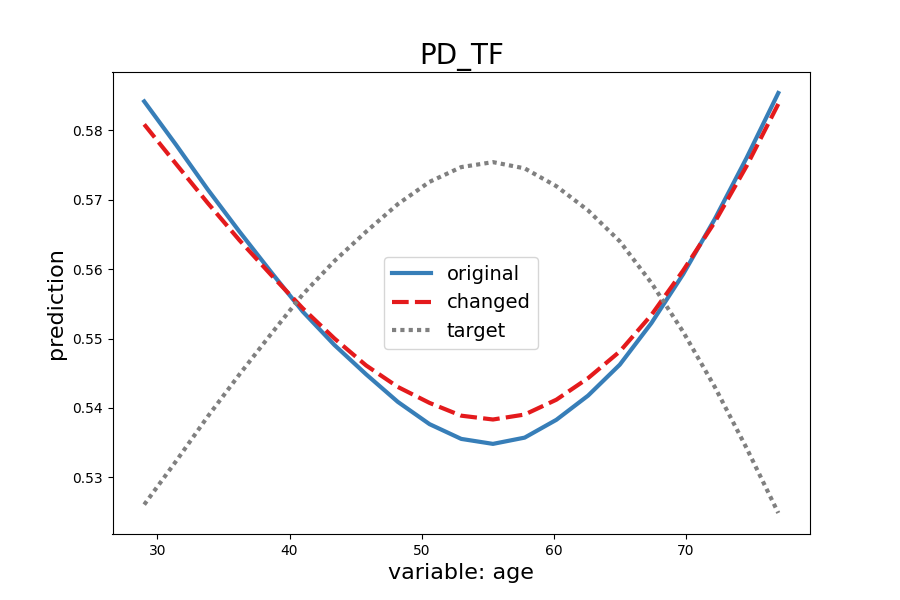 PD_TF
prediction
0.58
0.57
0.56
0.55
0.54
0.53
original
changed
target
30 40 50 60 70
variable: age